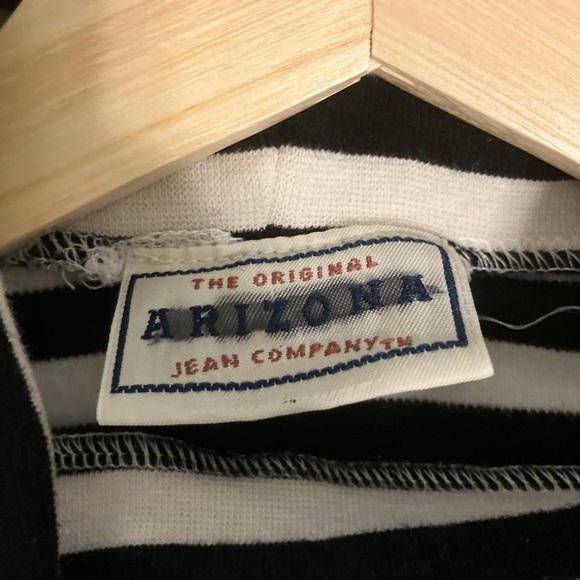 THE ORIGINAL
ARIZONA
JEAN COMPANY™